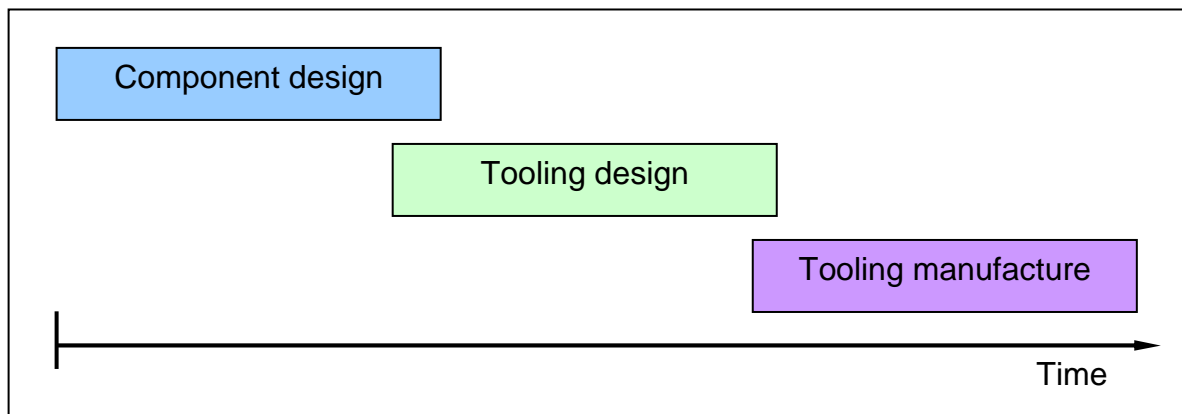 Component design
Tooling design
Tooling manufacture
Time